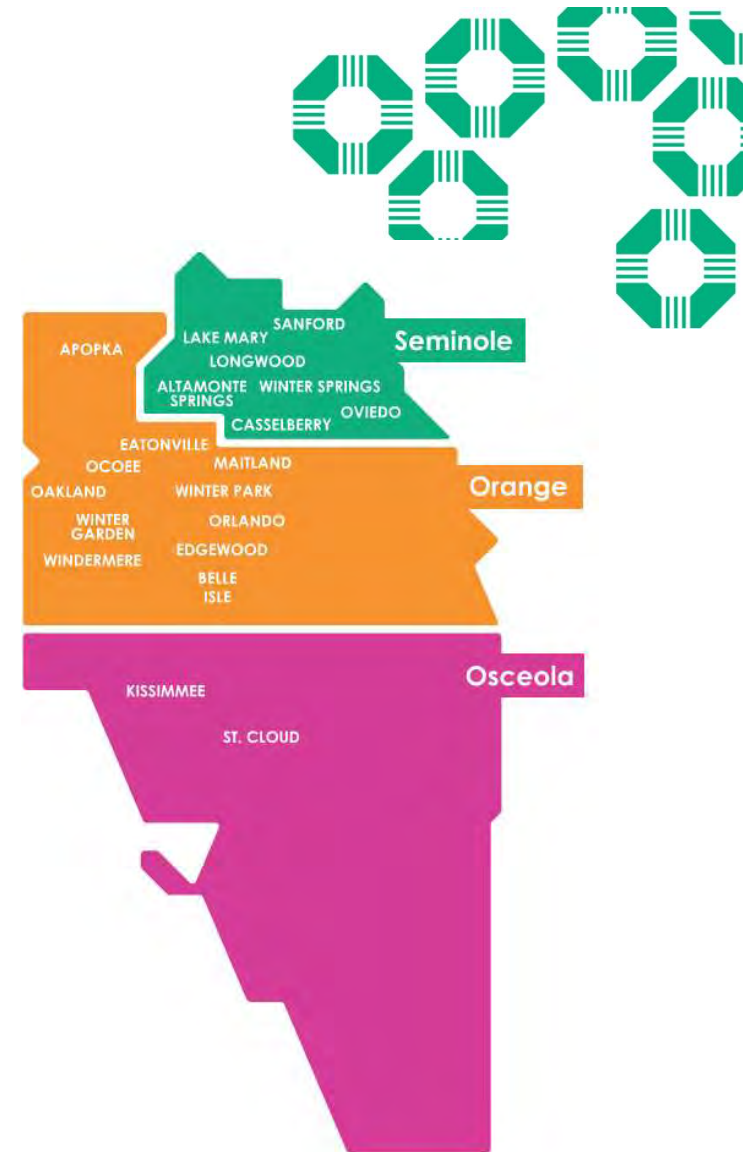 SANFORD
LAKE MARY
Seminole
APOPKA
LONGWOOD
ALTAMONTE
SPRINGS
WINTER SPRINGS
OVIEDO
CASSELBERRY
EATONVILLE
MAITLAND
OCOEE
OAKLAND
WINTER PARK
Orange
WINTER
GARDEN
ORLANDO
EDGEWOOD
WINDERMERE
BELLE
ISLE
Osceola
KISSIMMEE
ST. CLOUD